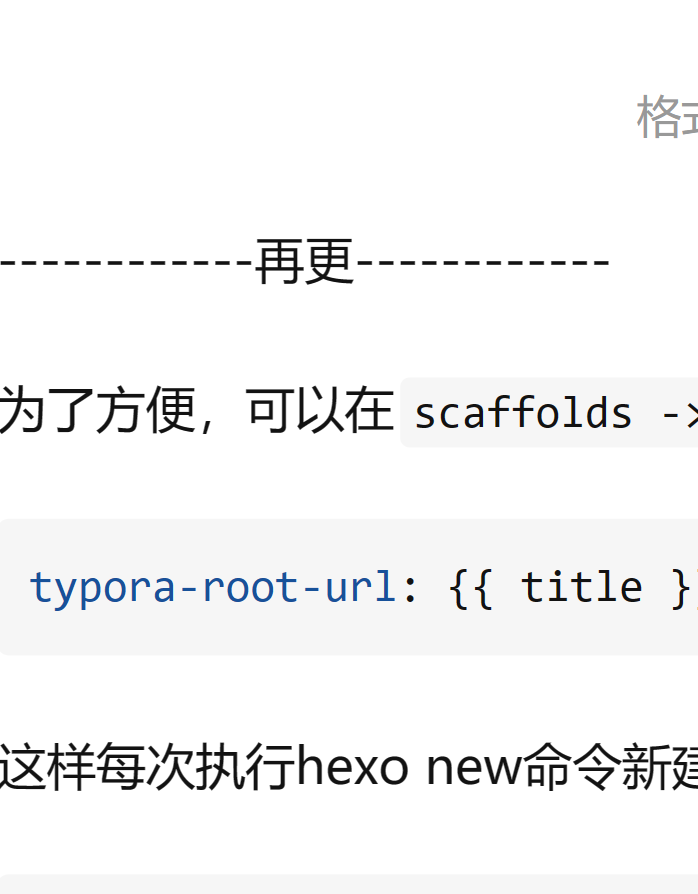 格式
------------再更------------
为了方便，可以在 scaffolds ->
typora-root-url: {{ title }}
这样每次执行hexo new命令新建